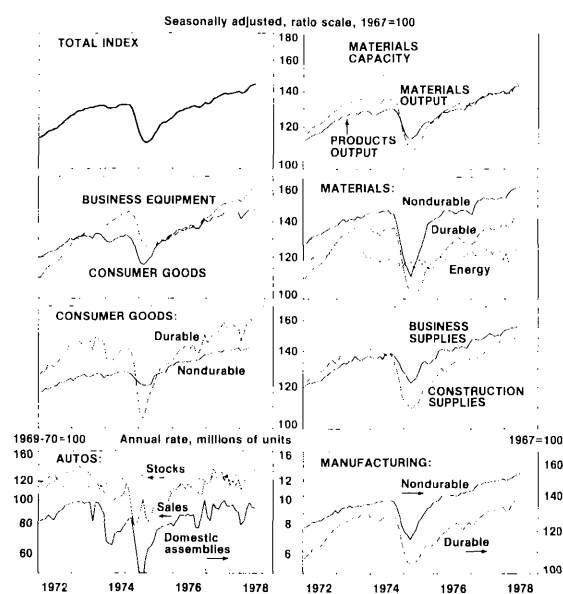 Seasonally adjusted, ratio scale, 1967=100
TOTAL INDEX
180
160
140
120
100
MATERIALS
CAPACITY
MATERIALS
OUTPUT
PRODUCTS
OUTPUT
BUSINESS EQUIPMENT
CONSUMER GOODS
160
140
120
100
MATERIALS:
Nondurable
Durable
Energy
CONSUMER GOODS:
Durable
Nondurable
160
140
120
100
BUSINESS
SUPPLIES
CONSTRUCTION
SUPPLIES
1969-70=100
Annual rate, millions of units
1967=100
160
120
100
80
60
AUTOS:
Stocks
Sales
Domestic
assemblies
16
12
10
8
6
MANUFACTURING:
Nondurable
Durable
160
140
120
100
1972 1974 1976 1978
1972 1974 1976 1978